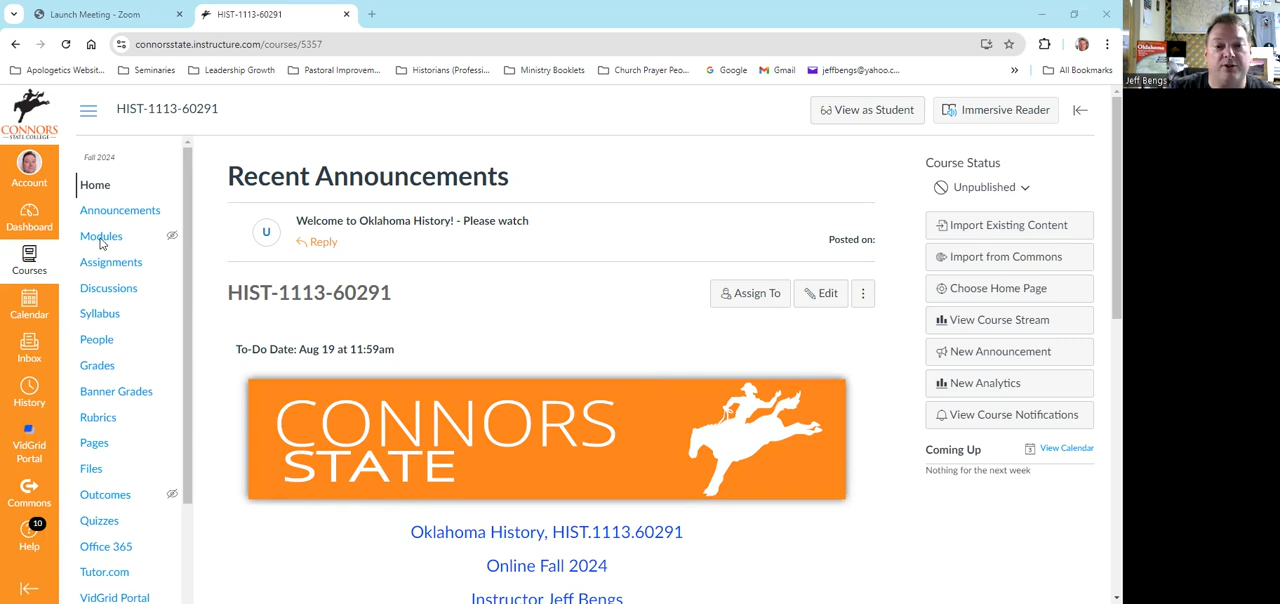 Launch Meeting - Zoom
HIST-1113-60291
connorsstate.instructure.com/courses/5357
Apologetics Websit...
Seminaries
Leadership Growth
Pastoral Improvem...
Historians (Profess...
Ministry Booklets
Church Prayer Peo...
Google
Gmail
jeffbengs@yahoo.c...
All Bookmarks
Oklahoma
Jeff Bengs
CONNORS
STATE COLLEGE
Account
Dashboard
Courses
Calendar
Inbox
History
VidGrid
Portal
Commons
10
Help
HIST-1113-60291
View as Student
Immersive Reader
Fall 2024
Home
Announcements
Modules
Assignments
Discussions
Syllabus
People
Grades
Banner Grades
Rubrics
Pages
Files
Outcomes
Quizzes
Office 365
Tutor.com
VidGrid Portal
Recent Announcements
U
Welcome to Oklahoma History! - Please watch
Reply
Posted on:
HIST-1113-60291
Assign To
Edit
To-Do Date: Aug 19 at 11:59am
CONNORS
STATE
Oklahoma History, HIST.1113.60291
Online Fall 2024
Instructor Jeff Bengs
Course Status
Unpublished
Import Existing Content
Import from Commons
Choose Home Page
View Course Stream
New Announcement
New Analytics
View Course Notifications
Coming Up
View Calendar
Nothing for the next week